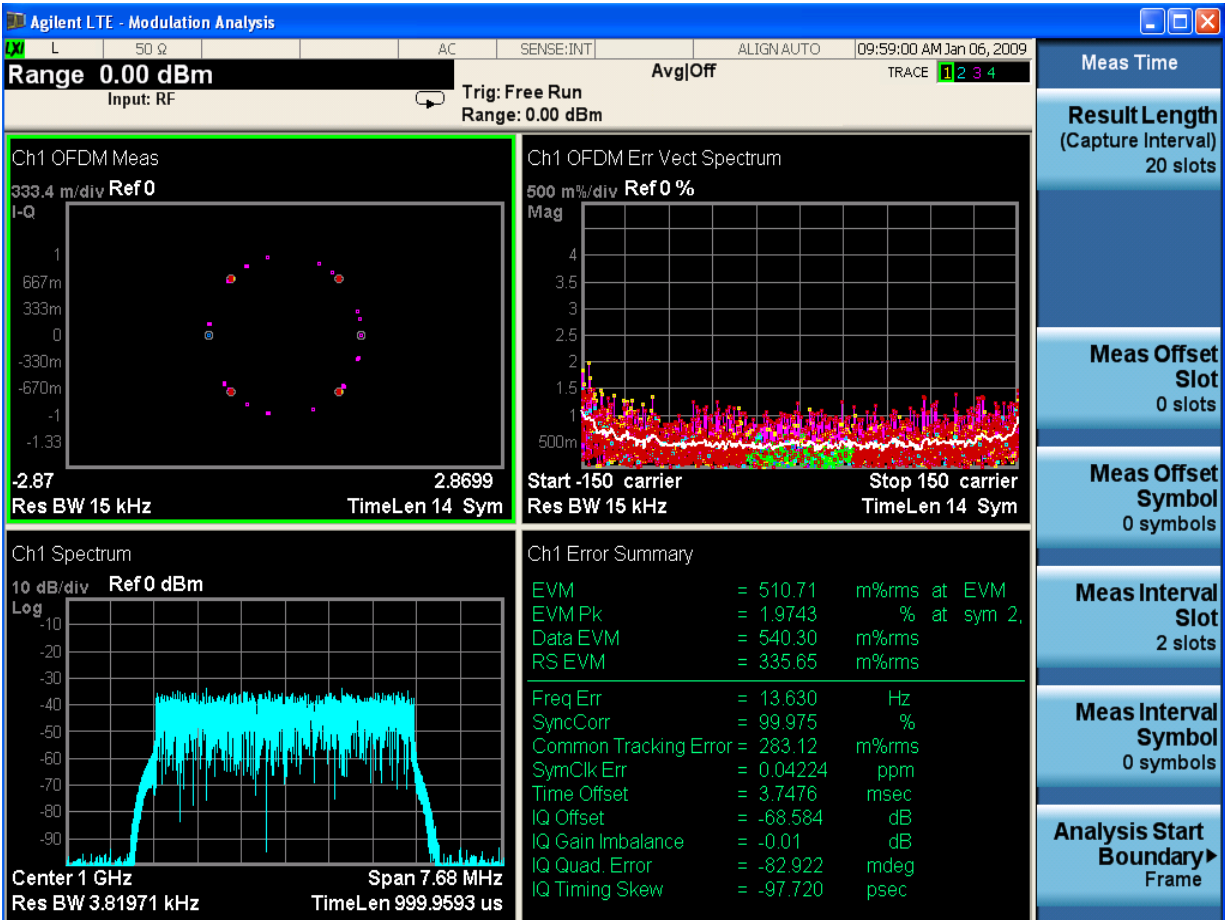 Agilent LTE - Modulation Analysis
LXI L 50 Ω AC SENSE:INT ALIGN AUTO 09:59:00 AM Jan 06, 2009
Range 0.00 dBm
Input: RF
Trig: Free Run
Range: 0.00 dBm
Avg|Off
TRACE 1 2 3 4
Ch1 OFDM Meas
333.4 m/div Ref 0
I-Q
1
667m
333m
0
-330m
-670m
-1
-1.33
-2.87 2.8699
Res BW 15 kHz TimeLen 14 Sym
Ch1 OFDM Err Vect Spectrum
500 m%/div Ref 0 %
Mag
4
3.5
3
2.5
2
1.5
1
500m
Start -150 carrier Stop 150 carrier
Res BW 15 kHz TimeLen 14 Sym
Ch1 Spectrum
10 dB/div Ref 0 dBm
Log
-10
-20
-30
-40
-50
-60
-70
-80
-90
Center 1 GHz Span 7.68 MHz
Res BW 3.81971 kHz TimeLen 999.9593 us
Ch1 Error Summary
EVM = 510.71 m%rms at EVM
EVM Pk = 1.9743 % at sym 2,
Data EVM = 540.30 m%rms
RS EVM = 335.65 m%rms
Freq Err = 13.630 Hz
SyncCorr = 99.975 %
Common Tracking Error = 283.12 m%rms
SymClk Err = 0.04224 ppm
Time Offset = 3.7476 msec
IQ Offset = -68.584 dB
IQ Gain Imbalance = -0.01 dB
IQ Quad. Error = -82.922 mdeg
IQ Timing Skew = -97.720 psec
Meas Time
Result Length
(Capture Interval)
20 slots
Meas Offset
Slot
0 slots
Meas Offset
Symbol
0 symbols
Meas Interval
Slot
2 slots
Meas Interval
Symbol
0 symbols
Analysis Start
Boundary
Frame